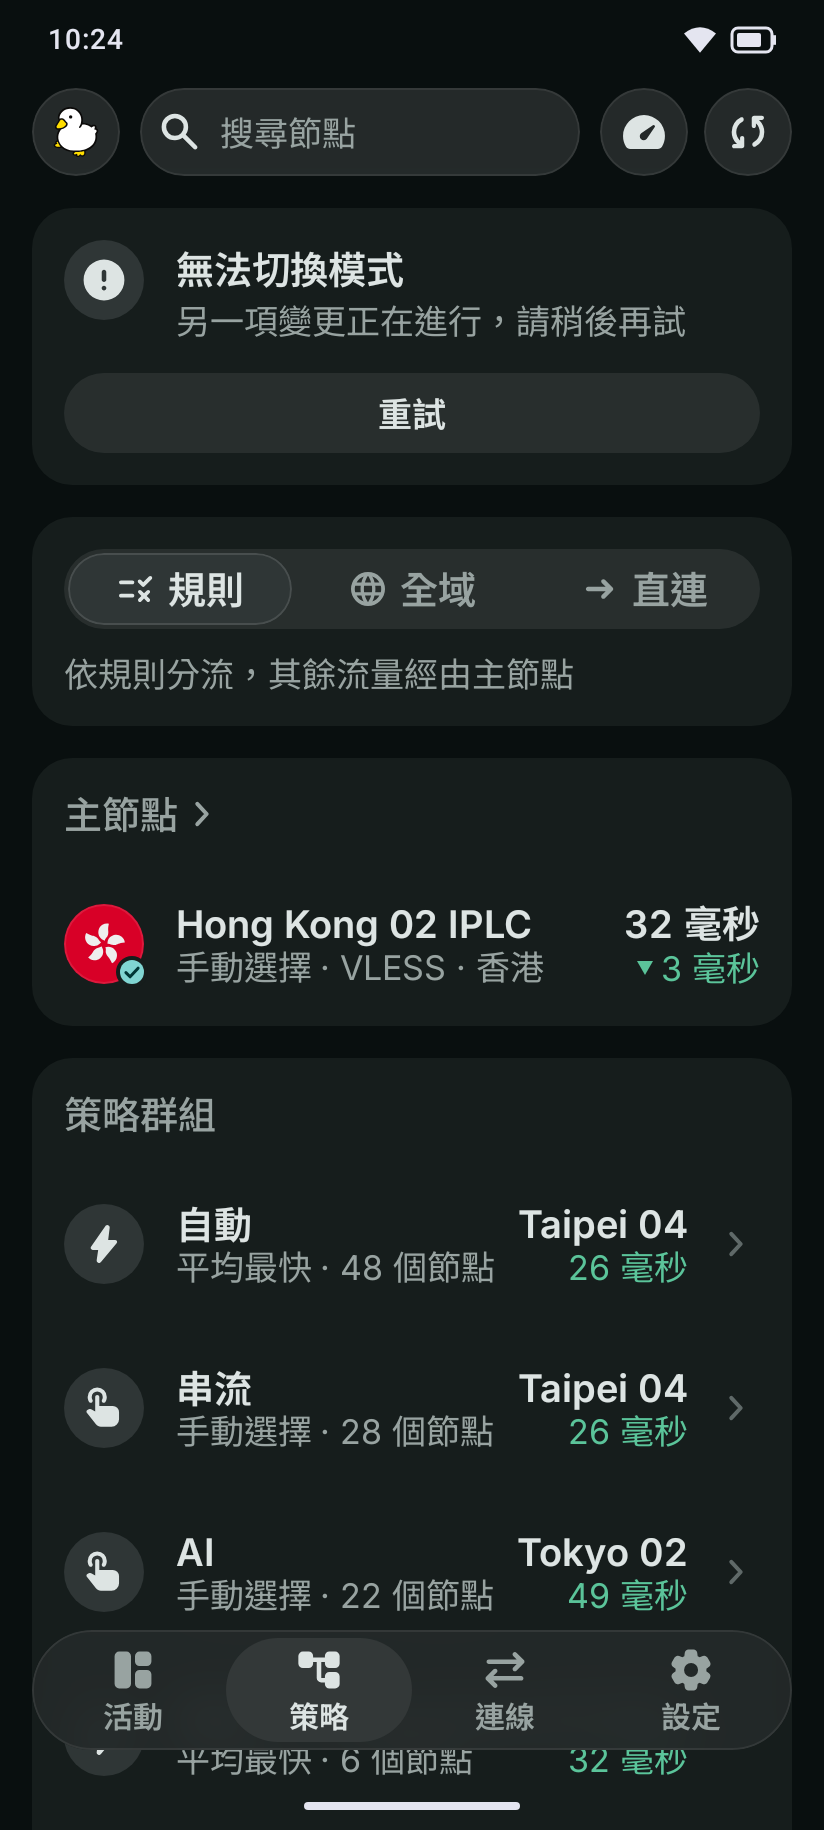 10:24
搜尋節點
無法切換模式
另一項變更正在進行，請稍後再試
重試
規則
全域
直連
依規則分流，其餘流量經由主節點
主節點
Hong Kong 02 IPLC
32 毫秒
手動選擇 · VLESS · 香港
▼3 毫秒
策略群組
自動
Taipei 04
平均最快 · 48 個節點
26 毫秒
串流
Taipei 04
手動選擇 · 28 個節點
26 毫秒
AI
Tokyo 02
手動選擇 · 22 個節點
49 毫秒
活動
策略
連線
設定
平均最快 · 6 個節點
32 毫秒